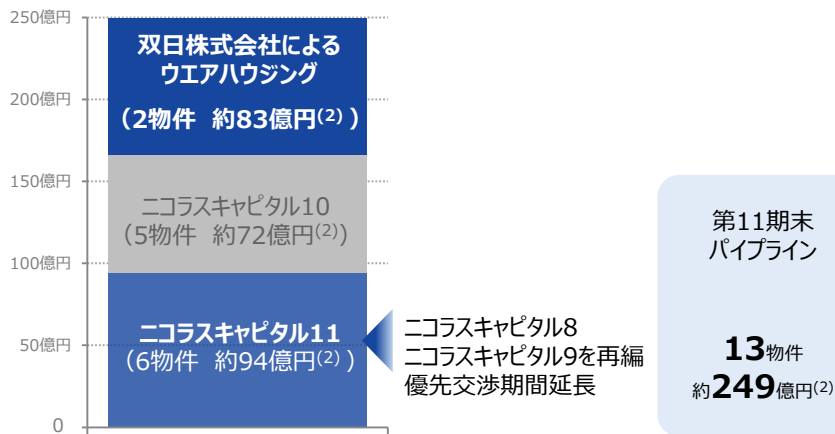 250億円
200億円
150億円
100億円
50億円
0
双日株式会社による
ウエアハウジング
（2物件 約83億円(2) ）
ニコラスキャピタル10
（5物件 約72億円(2)）
ニコラスキャピタル11
（6物件 約94億円(2) ）
ニコラスキャピタル8
ニコラスキャピタル9を再編
優先交渉期間延長
第11期末
パイプライン
13物件
約249億円(2)